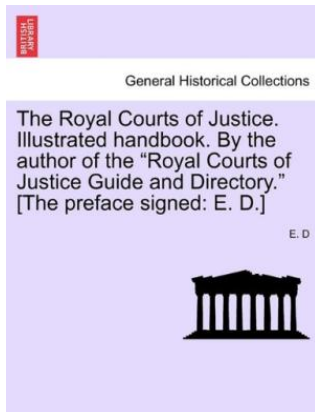 BRITISH
LIBRARY
General Historical Collections
The Royal Courts of Justice.
Illustrated handbook. By the
author of the “Royal Courts of
Justice Guide and Directory.”
[The preface signed: E. D.]
E. D